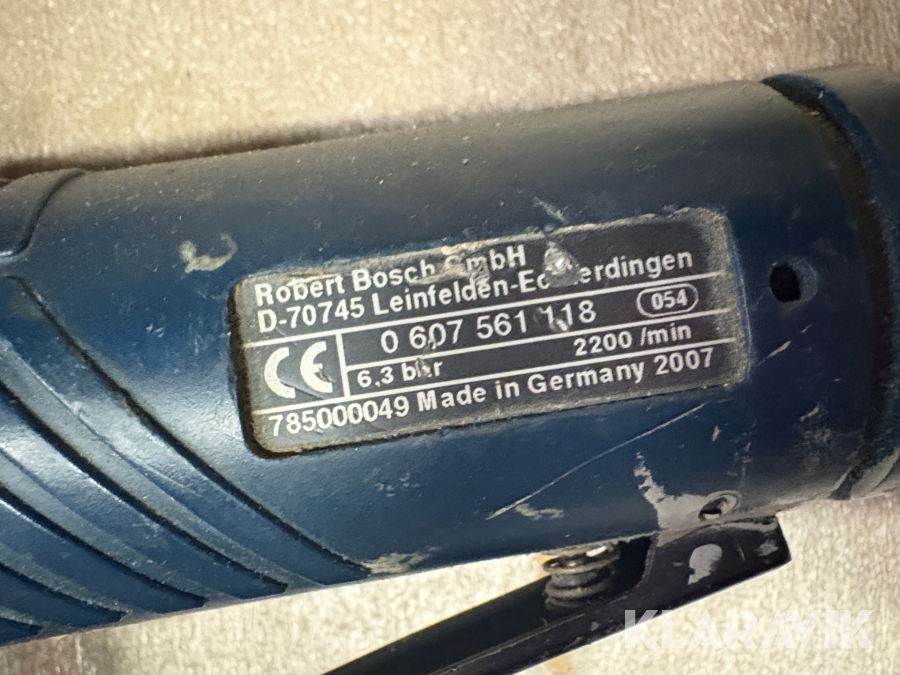 Robert Bosch GmbH
D-70745 Leinfelden-Echterdingen
0 607 561 118 054
CE 2200 /min
6,3 bar
785000049 Made in Germany 2007
KLARAVIK